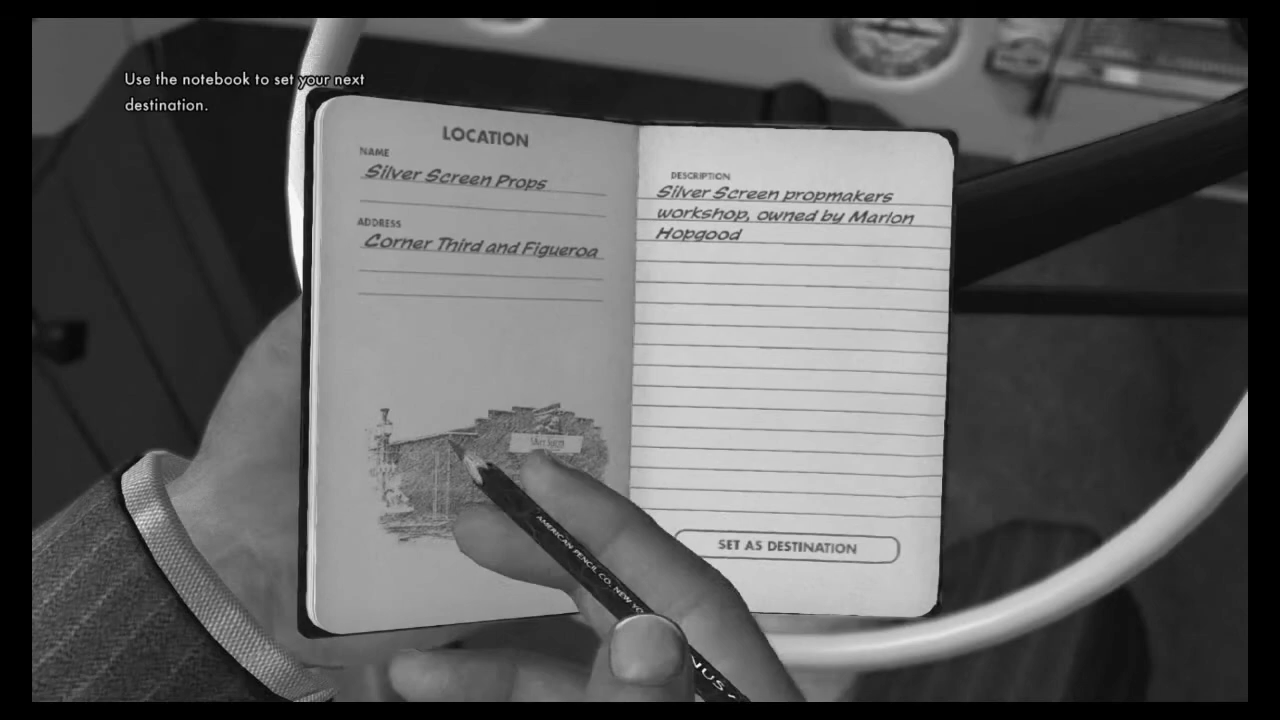 Use the notebook to set your next
destination.
LOCATION
NAME
Silver Screen Props
ADDRESS
Corner Third and Figueroa
DESCRIPTION
Silver Screen propmakers
workshop, owned by Marlon
Hopgood
SET AS DESTINATION
AMERICAN PENCIL CO. NEW YO
NUS